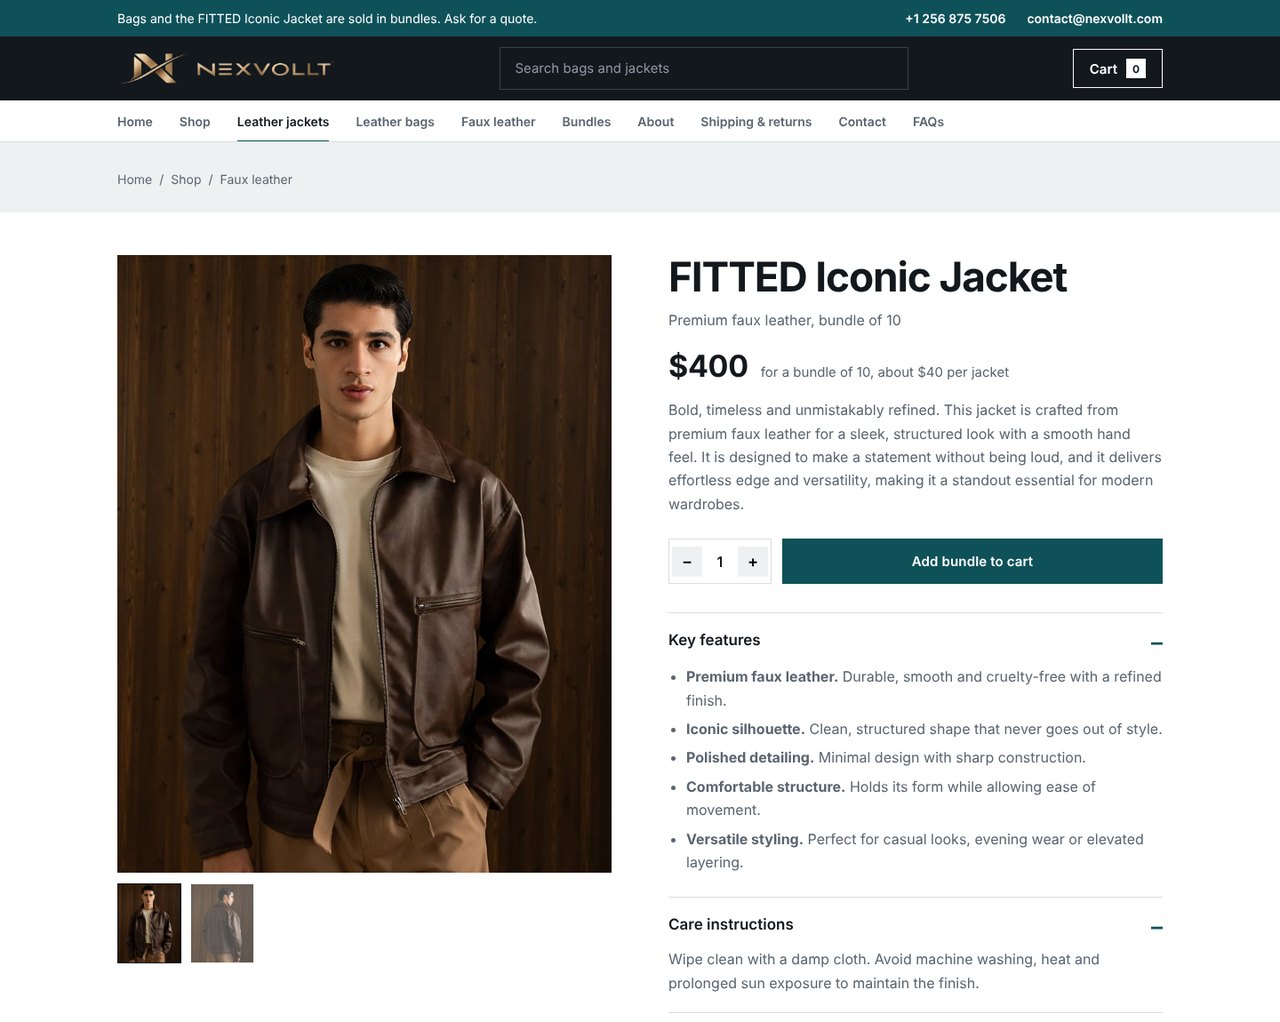 Bags and the FITTED Iconic Jacket are sold in bundles. Ask for a quote.
+1 256 875 7506 contact@nexvollt.com
NEXVOLLT
Search bags and jackets
Cart 0
Home Shop Leather jackets Leather bags Faux leather Bundles About Shipping & returns Contact FAQs
Home / Shop / Faux leather
FITTED Iconic Jacket
Premium faux leather, bundle of 10
$400 for a bundle of 10, about $40 per jacket
Bold, timeless and unmistakably refined. This jacket is crafted from
premium faux leather for a sleek, structured look with a smooth hand
feel. It is designed to make a statement without being loud, and it delivers
effortless edge and versatility, making it a standout essential for modern
wardrobes.
− 1 +
Add bundle to cart
Key features
• Premium faux leather. Durable, smooth and cruelty-free with a refined
finish.
• Iconic silhouette. Clean, structured shape that never goes out of style.
• Polished detailing. Minimal design with sharp construction.
• Comfortable structure. Holds its form while allowing ease of
movement.
• Versatile styling. Perfect for casual looks, evening wear or elevated
layering.
Care instructions
Wipe clean with a damp cloth. Avoid machine washing, heat and
prolonged sun exposure to maintain the finish.